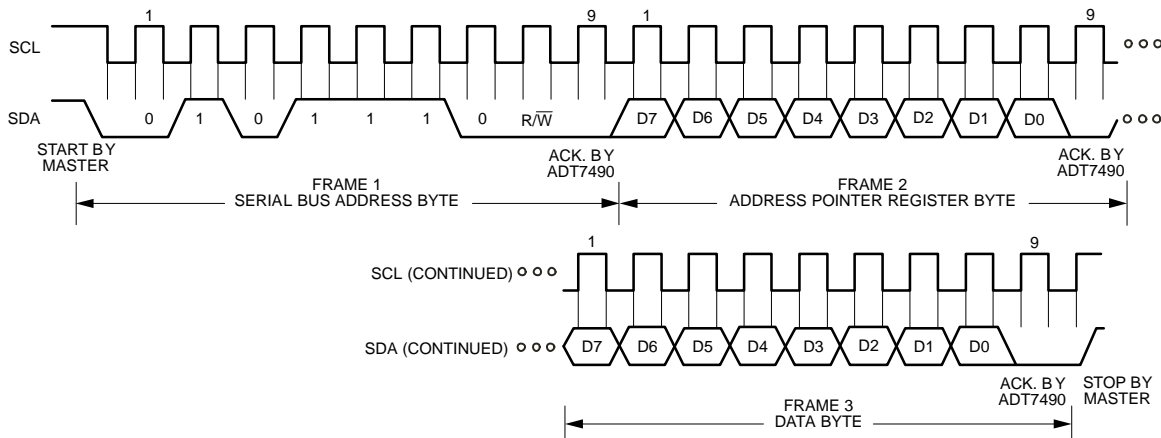 1 9 1 9
SCL
SDA 0 1 0 1 1 1 0 R/W̅ D7 D6 D5 D4 D3 D2 D1 D0
START BY MASTER
ACK. BY ADT7490
ACK. BY ADT7490
FRAME 1
SERIAL BUS ADDRESS BYTE
FRAME 2
ADDRESS POINTER REGISTER BYTE
1 9
SCL (CONTINUED)
SDA (CONTINUED) D7 D6 D5 D4 D3 D2 D1 D0
ACK. BY ADT7490
STOP BY MASTER
FRAME 3
DATA BYTE